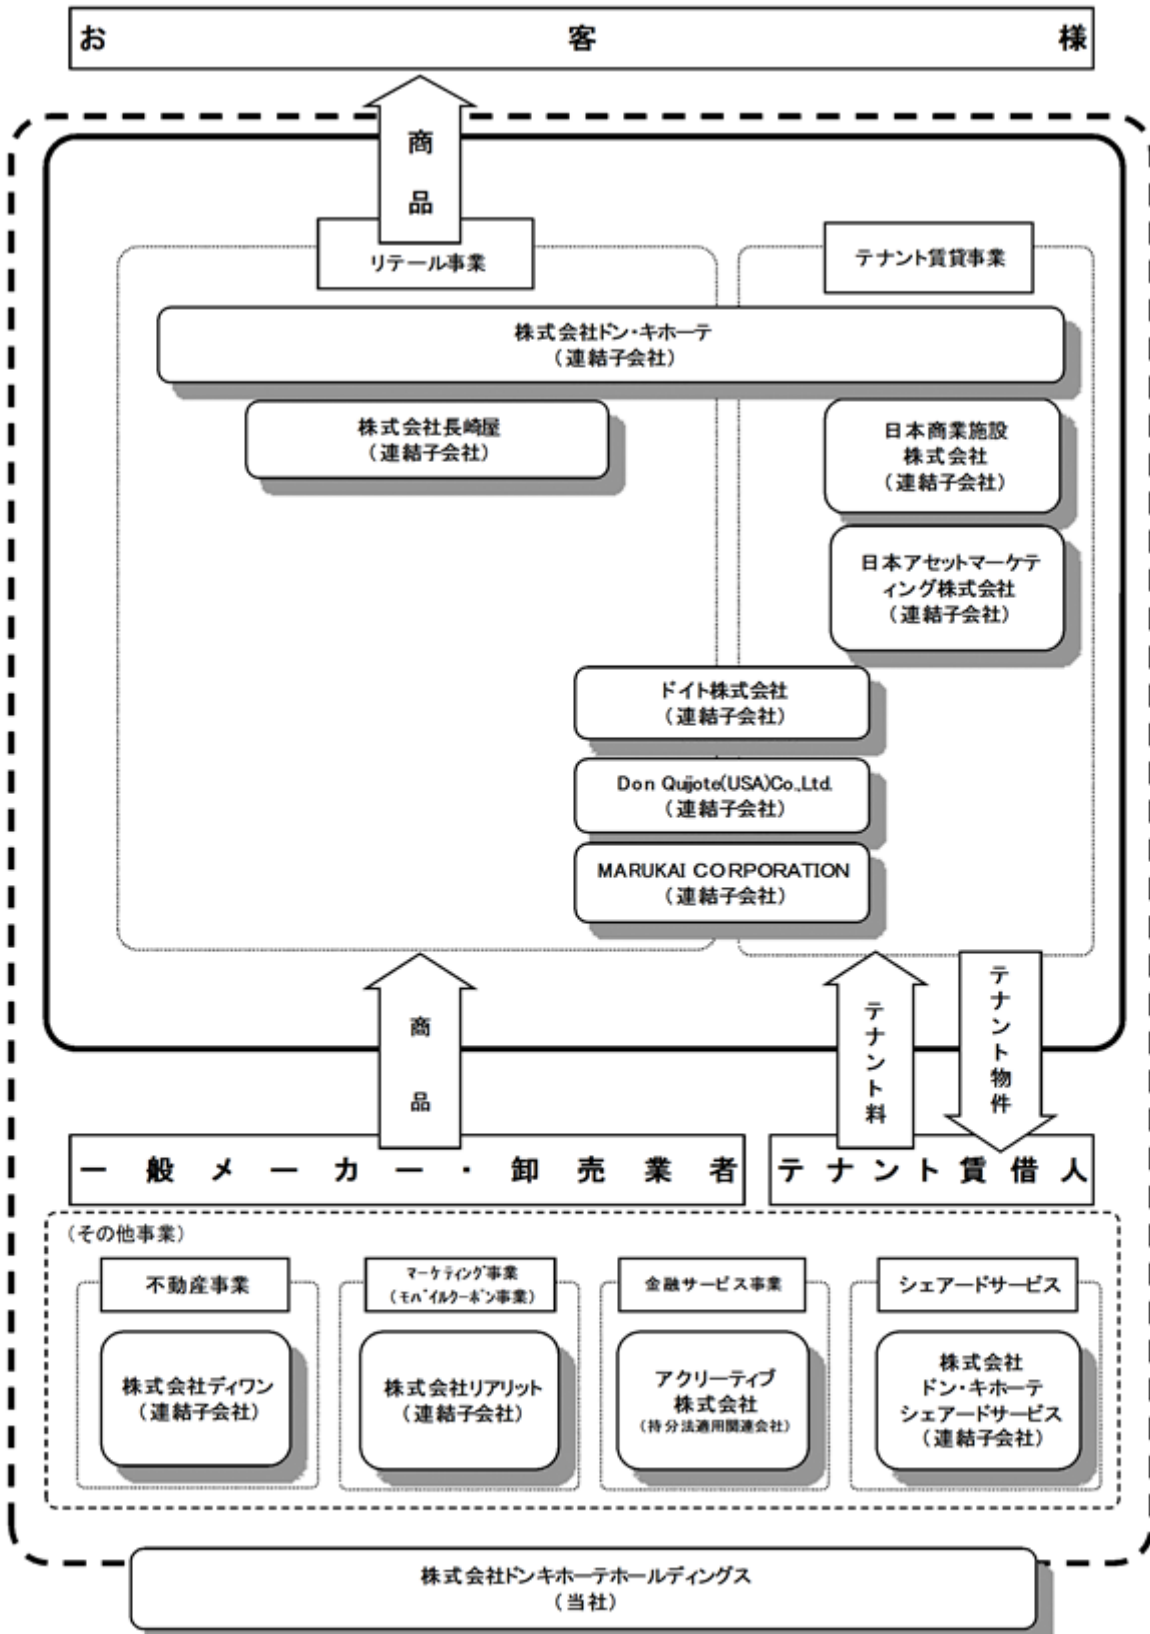 お客様
商品
リテール事業
テナント賃貸事業
株式会社ドン・キホーテ
（連結子会社）
株式会社長崎屋
（連結子会社）
日本商業施設
株式会社
（連結子会社）
日本アセットマーケテ
ィング株式会社
（連結子会社）
ドイト株式会社
（連結子会社）
Don Quijote(USA)Co.,Ltd.
（連結子会社）
MARUKAI CORPORATION
（連結子会社）
商品
テナント料
テナント物件
一般メーカー・卸売業者
テナント賃借人
（その他事業）
不動産事業
マーケティング事業
（モバイルクーポン事業）
金融サービス事業
シェアードサービス
株式会社ディワン
（連結子会社）
株式会社リアリット
（連結子会社）
アクリーティブ
株式会社
（持分法適用関連会社）
株式会社
ドン・キホーテ
シェアードサービス
（連結子会社）
株式会社ドンキホーテホールディングス
（当社）